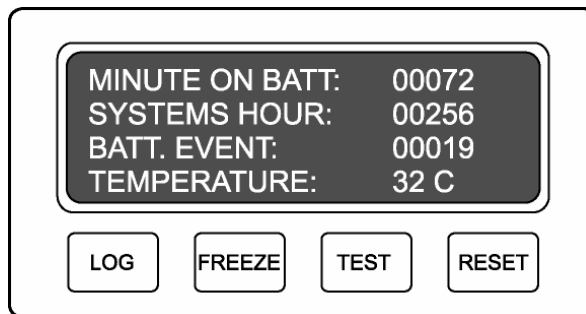 MINUTE ON BATT: 00072
SYSTEMS HOUR: 00256
BATT. EVENT: 00019
TEMPERATURE: 32 C
LOG FREEZE TEST RESET